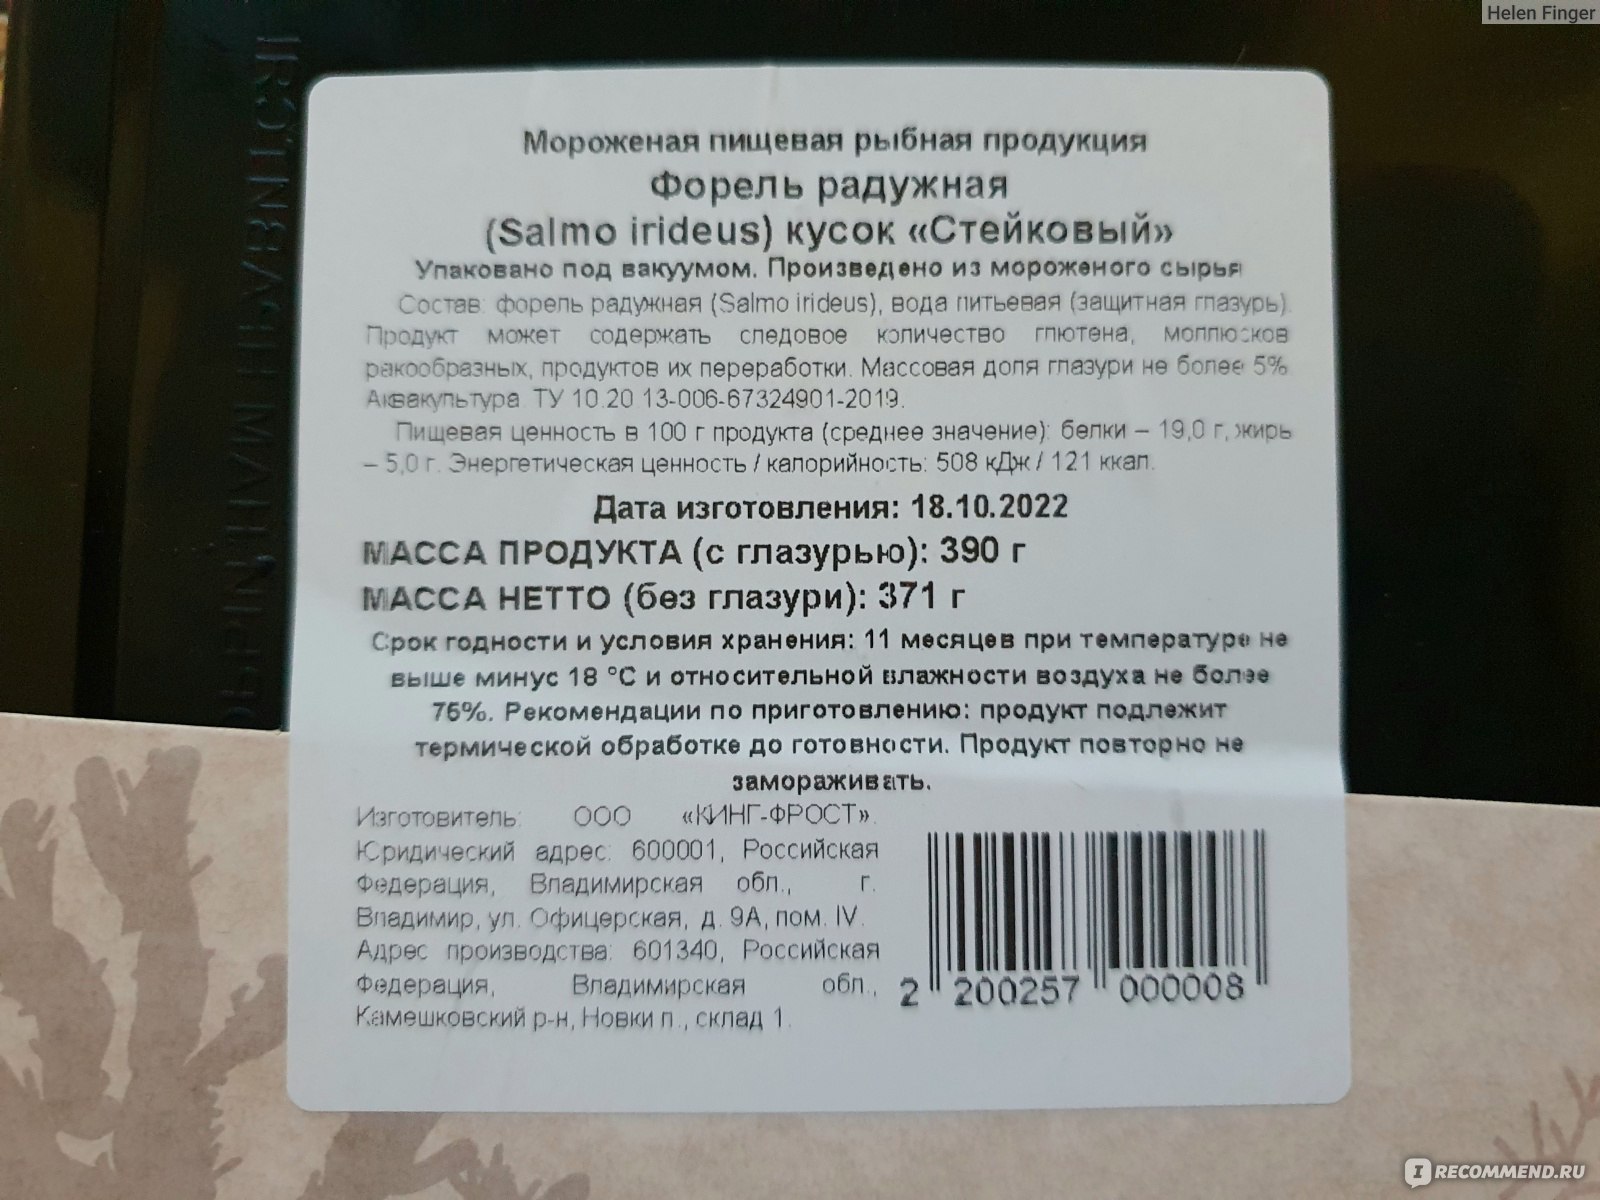 Helen Finger
Мороженая пищевая рыбная продукция
Форель радужная
(Salmo irideus) кусок «Стейковый»
Упаковано под вакуумом. Произведено из мороженого сырья
Состав: форель радужная (Salmo irideus), вода питьевая (защитная глазурь).
Продукт может содержать следовое количество глютена, моллюсков
ракообразных, продуктов их переработки. Массовая доля глазури не более 5%
Аквакультура. ТУ 10.20.13-006-67324901-2019.
Пищевая ценность в 100 г продукта (среднее значение): белки – 19,0 г, жиры
– 5,0 г. Энергетическая ценность / калорийность: 508 кДж / 121 ккал.
Дата изготовления: 18.10.2022
МАССА ПРОДУКТА (с глазурью): 390 г
МАССА НЕТТО (без глазури): 371 г
Срок годности и условия хранения: 11 месяцев при температуре не
выше минус 18 °С и относительной влажности воздуха не более
75%. Рекомендации по приготовлению: продукт подлежит
термической обработке до готовности. Продукт повторно не
замораживать.
Изготовитель: ООО «КИНГ-ФРОСТ».
Юридический адрес: 600001, Российская
Федерация, Владимирская обл., г.
Владимир, ул. Офицерская, д. 9А, пом. IV.
Адрес производства: 601340, Российская
Федерация, Владимирская обл.,
Камешковский р-н, Новки п., склад 1.
2 200257 000008
IRECOMMEND.RU